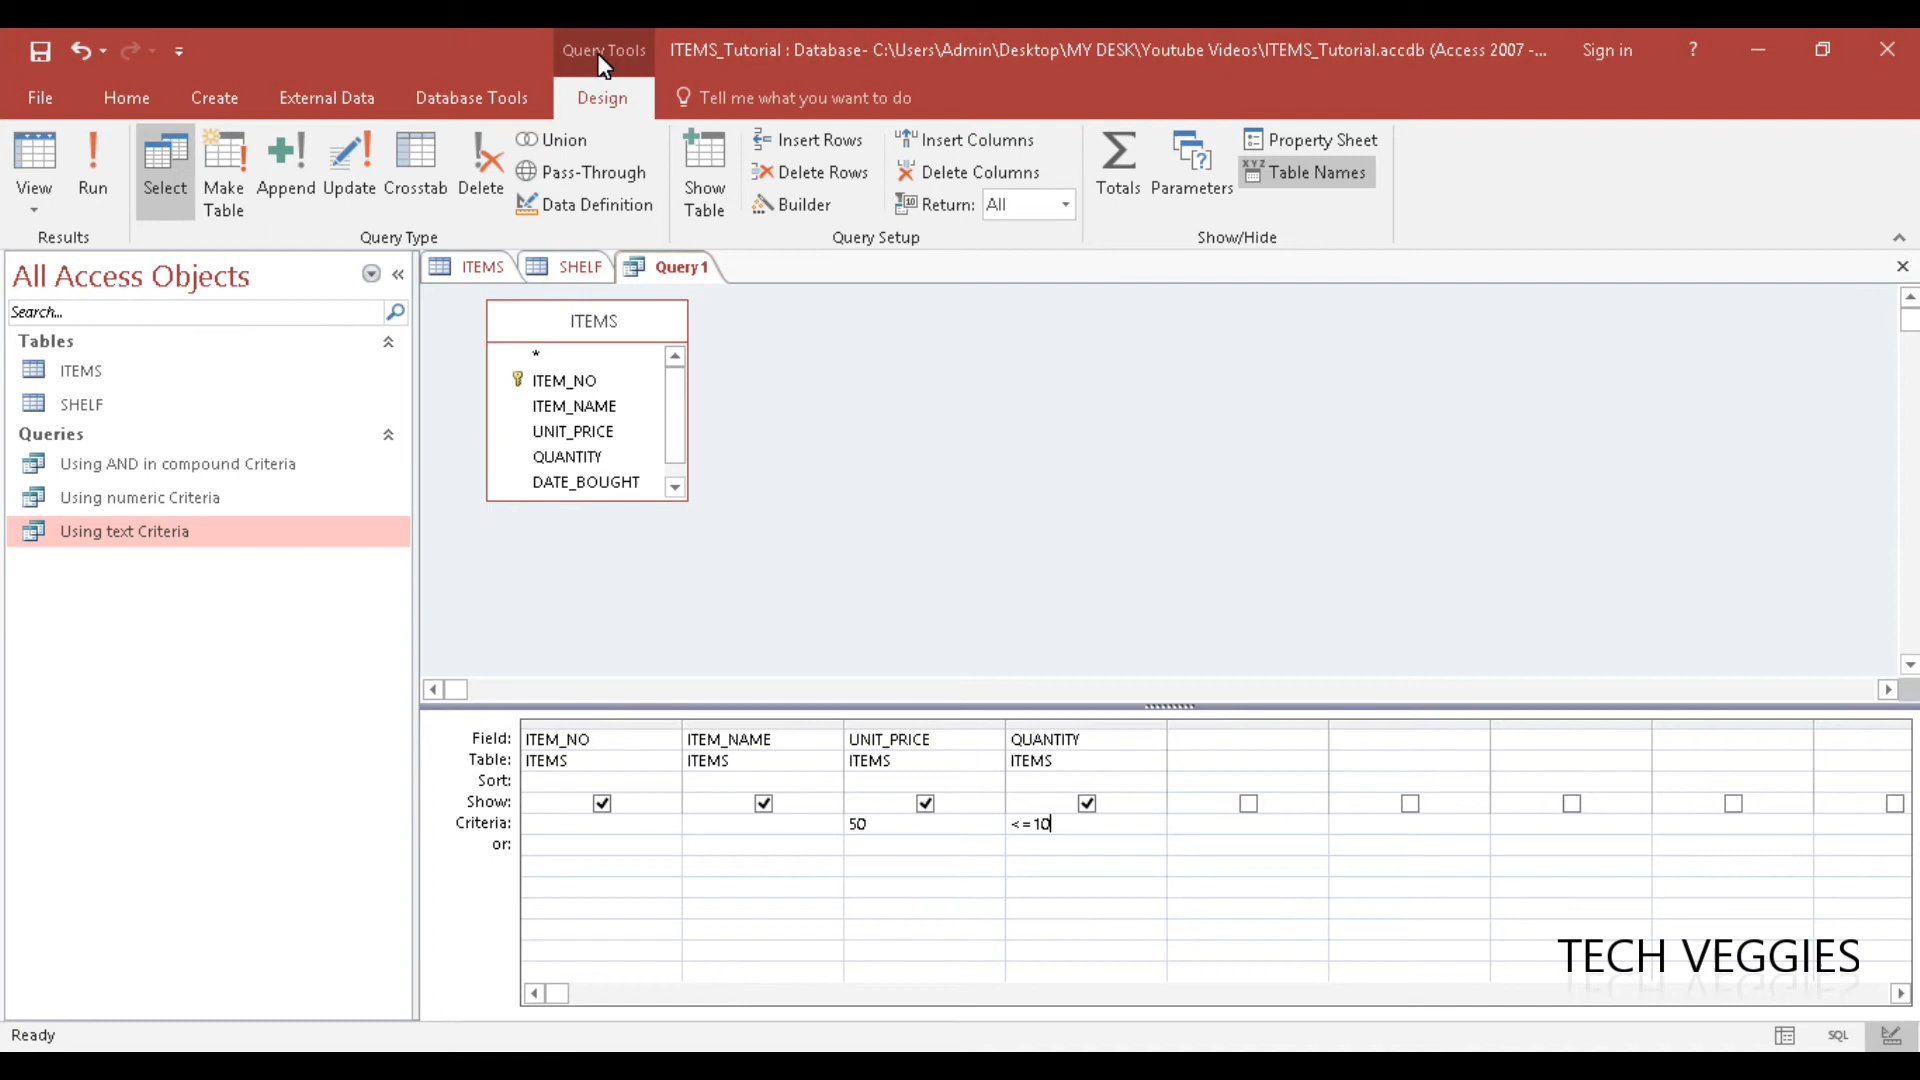 Query Tools
ITEMS_Tutorial : Database- C:\Users\Admin\Desktop\MY DESK\Youtube Videos\ITEMS_Tutorial.accdb (Access 2007 -...
Sign in
?
File
Home
Create
External Data
Database Tools
Design
Tell me what you want to do
View
Run
Select
Make Table
Append
Update
Crosstab
Delete
Union
Pass-Through
Data Definition
Show Table
Insert Rows
Delete Rows
Builder
Insert Columns
Delete Columns
Return: All
Totals
Parameters
Property Sheet
Table Names
Results
Query Type
Query Setup
Show/Hide
All Access Objects
Search...
Tables
ITEMS
SHELF
Queries
Using AND in compound Criteria
Using numeric Criteria
Using text Criteria
ITEMS
SHELF
Query1
ITEMS
*
ITEM_NO
ITEM_NAME
UNIT_PRICE
QUANTITY
DATE_BOUGHT
Field: ITEM_NO ITEM_NAME UNIT_PRICE QUANTITY
Table: ITEMS ITEMS ITEMS ITEMS
Sort:
Show:
Criteria: 50 <=10
or:
TECH VEGGIES
Ready
SQL